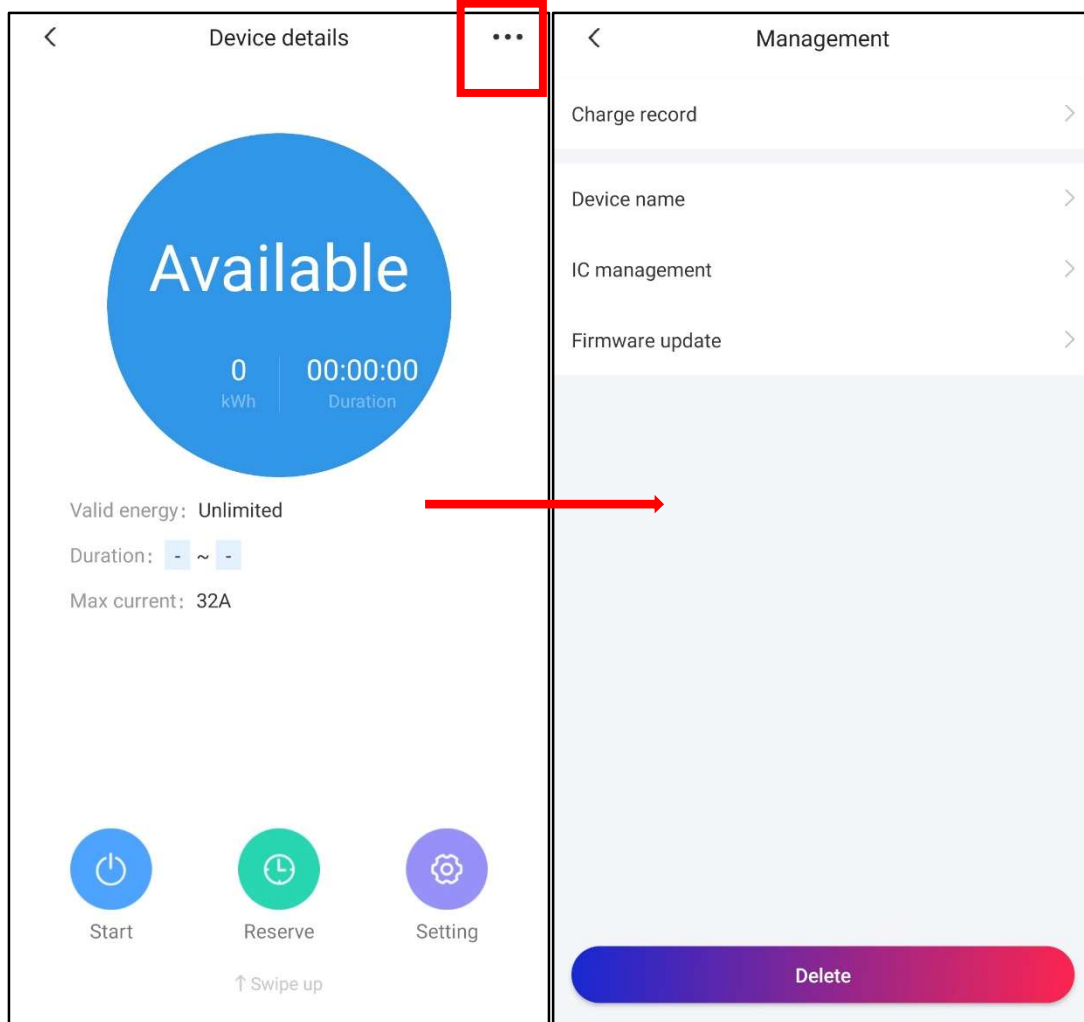 Device details
Available
0
00:00:00
kWh
Duration
Valid energy: Unlimited
Duration: - ~ -
Max current: 32A
Start
Reserve
Setting
↑ Swipe up
Management
Charge record
Device name
IC management
Firmware update
Delete